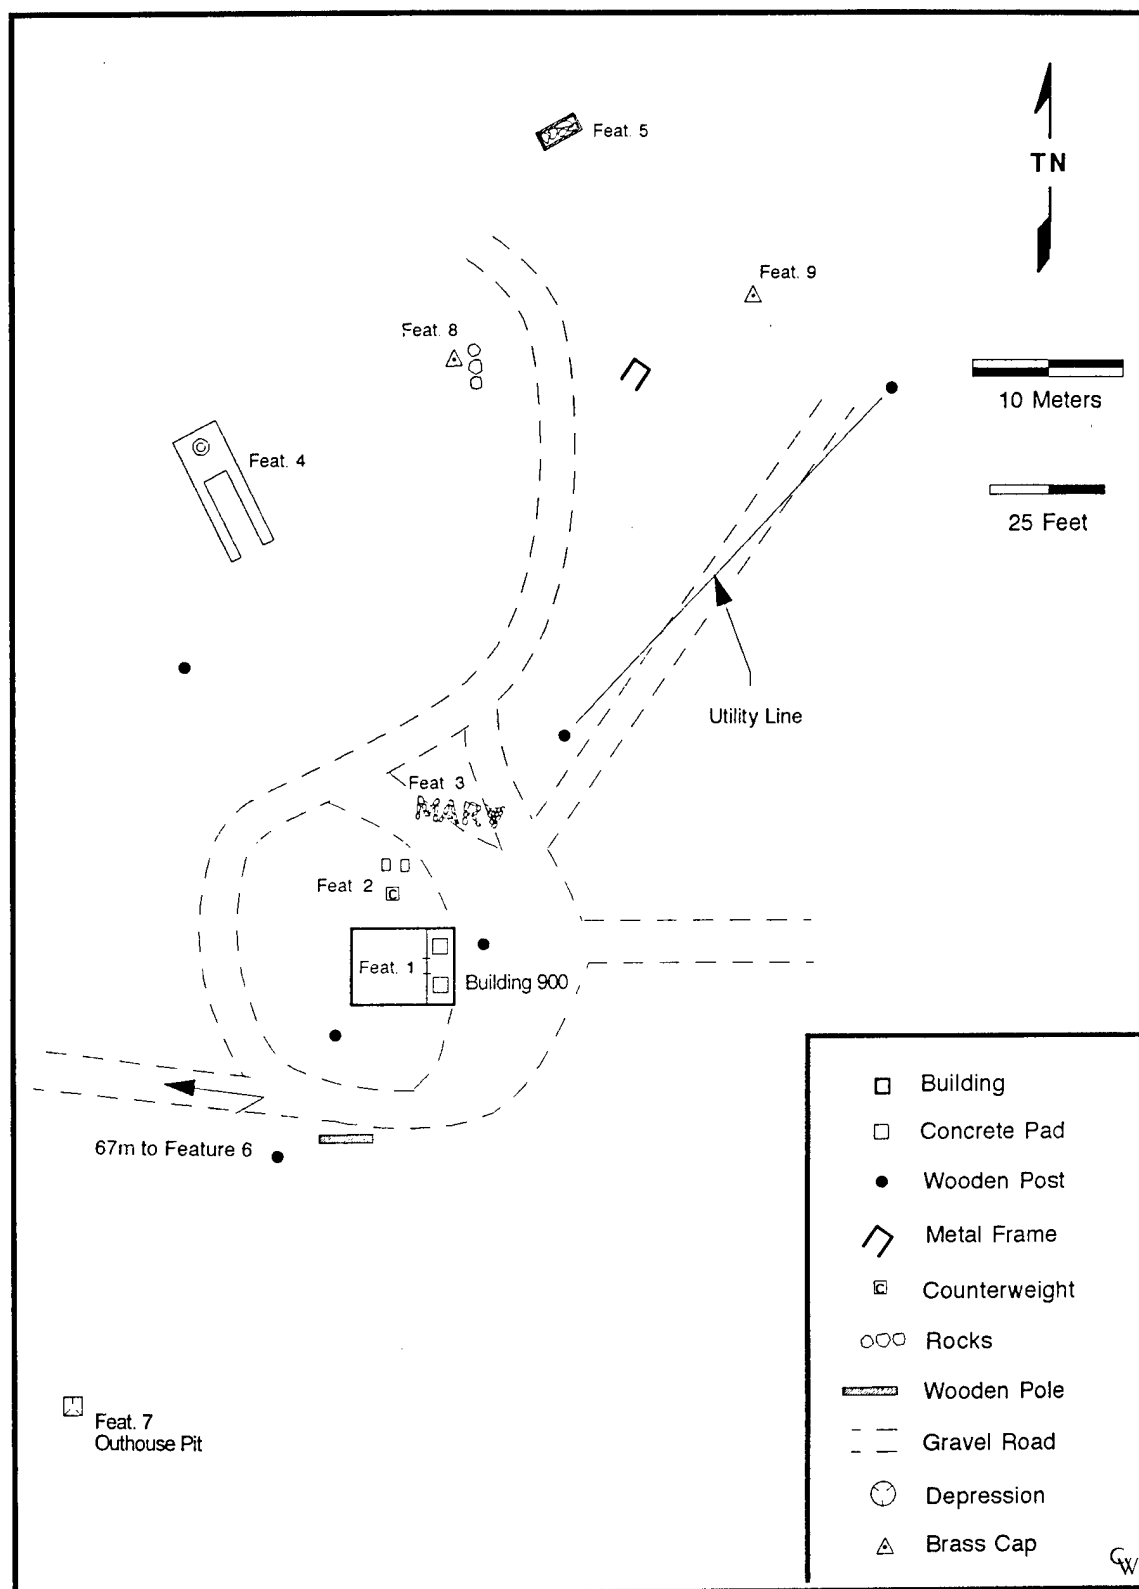 Feat. 5
TN
Feat. 9
Feat. 8
10 Meters
Feat. 4
25 Feet
Utility Line
Feat 3
MARV
Feat 2
C
Feat. 1
Building 900
67m to Feature 6
Feat. 7
Outhouse Pit
Building
Concrete Pad
Wooden Post
Metal Frame
C Counterweight
Rocks
Wooden Pole
Gravel Road
Depression
Brass Cap
CW